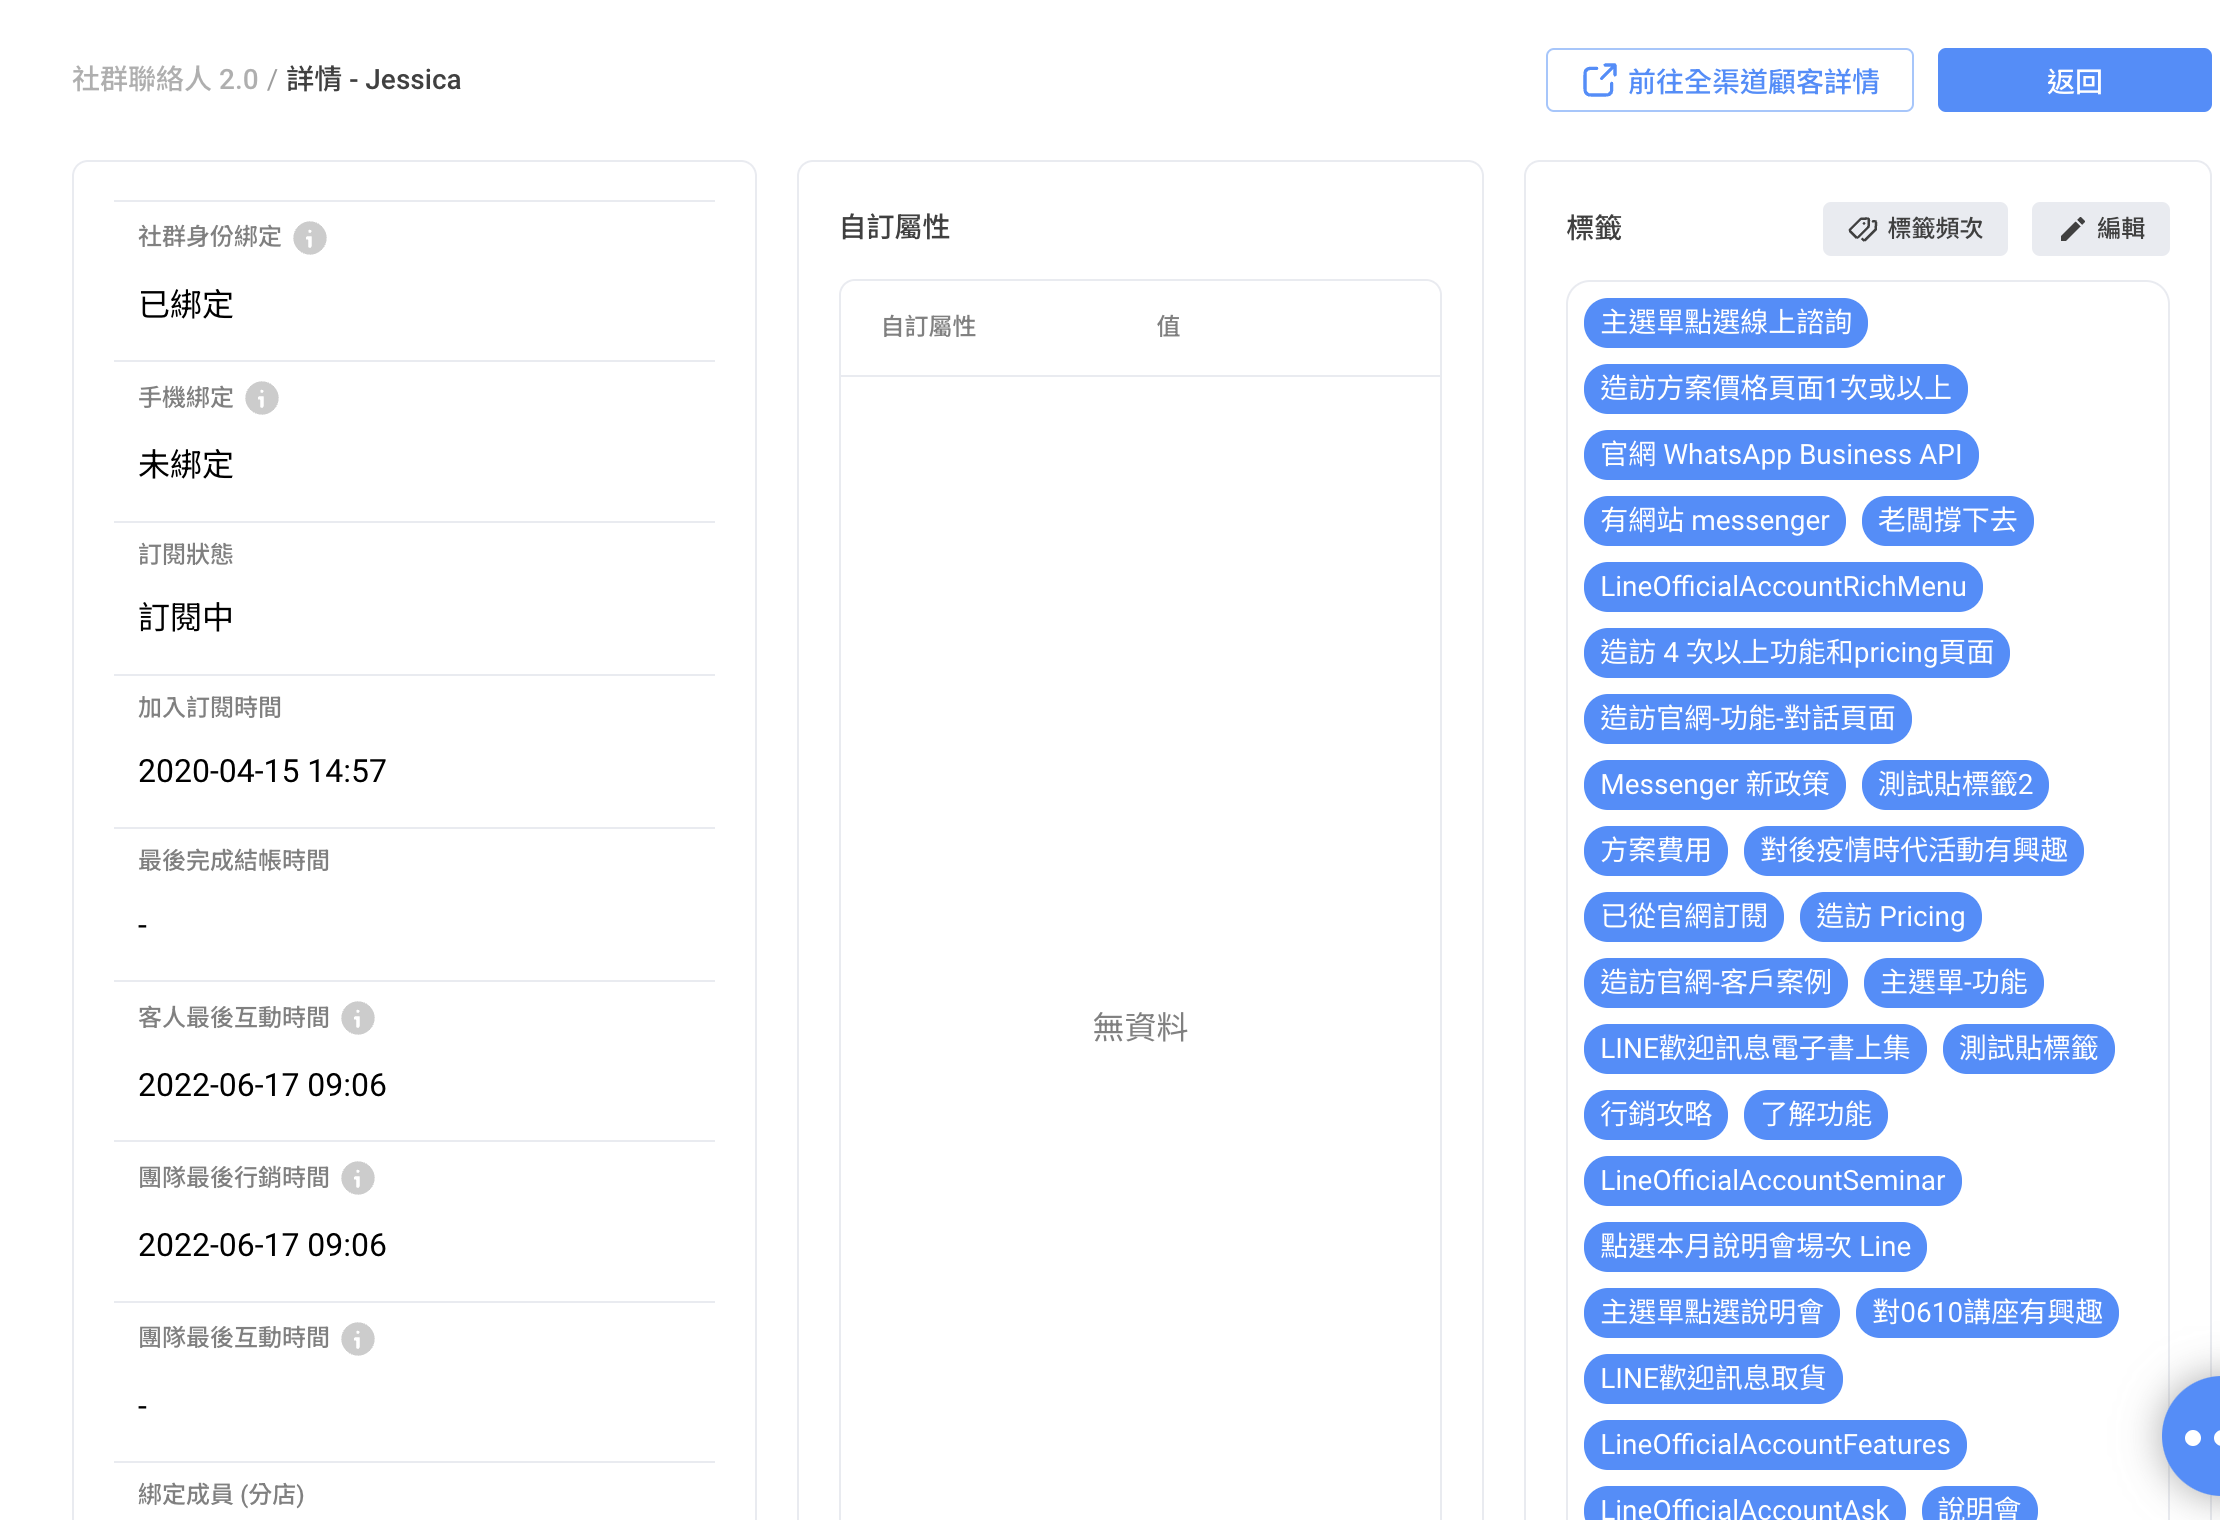 社群聯絡人 2.0 / 詳情 - Jessica
前往全渠道顧客詳情
返回
社群身份綁定
已綁定
手機綁定
未綁定
訂閱狀態
訂閱中
加入訂閱時間
2020-04-15 14:57
最後完成結帳時間
-
客人最後互動時間
2022-06-17 09:06
團隊最後行銷時間
2022-06-17 09:06
團隊最後互動時間
-
綁定成員 (分店)
自訂屬性
自訂屬性 值
無資料
標籤
標籤頻次
編輯
主選單點選線上諮詢
造訪方案價格頁面1次或以上
官網 WhatsApp Business API
有網站 messenger 老闆撐下去
LineOfficialAccountRichMenu
造訪 4 次以上功能和pricing頁面
造訪官網-功能-對話頁面
Messenger 新政策 測試貼標籤2
方案費用 對後疫情時代活動有興趣
已從官網訂閱 造訪 Pricing
造訪官網-客戶案例 主選單-功能
LINE歡迎訊息電子書上集 測試貼標籤
行銷攻略 了解功能
LineOfficialAccountSeminar
點選本月說明會場次 Line
主選單點選說明會 對0610講座有興趣
LINE歡迎訊息取貨
LineOfficialAccountFeatures
LineOfficialAccountAsk 說明會